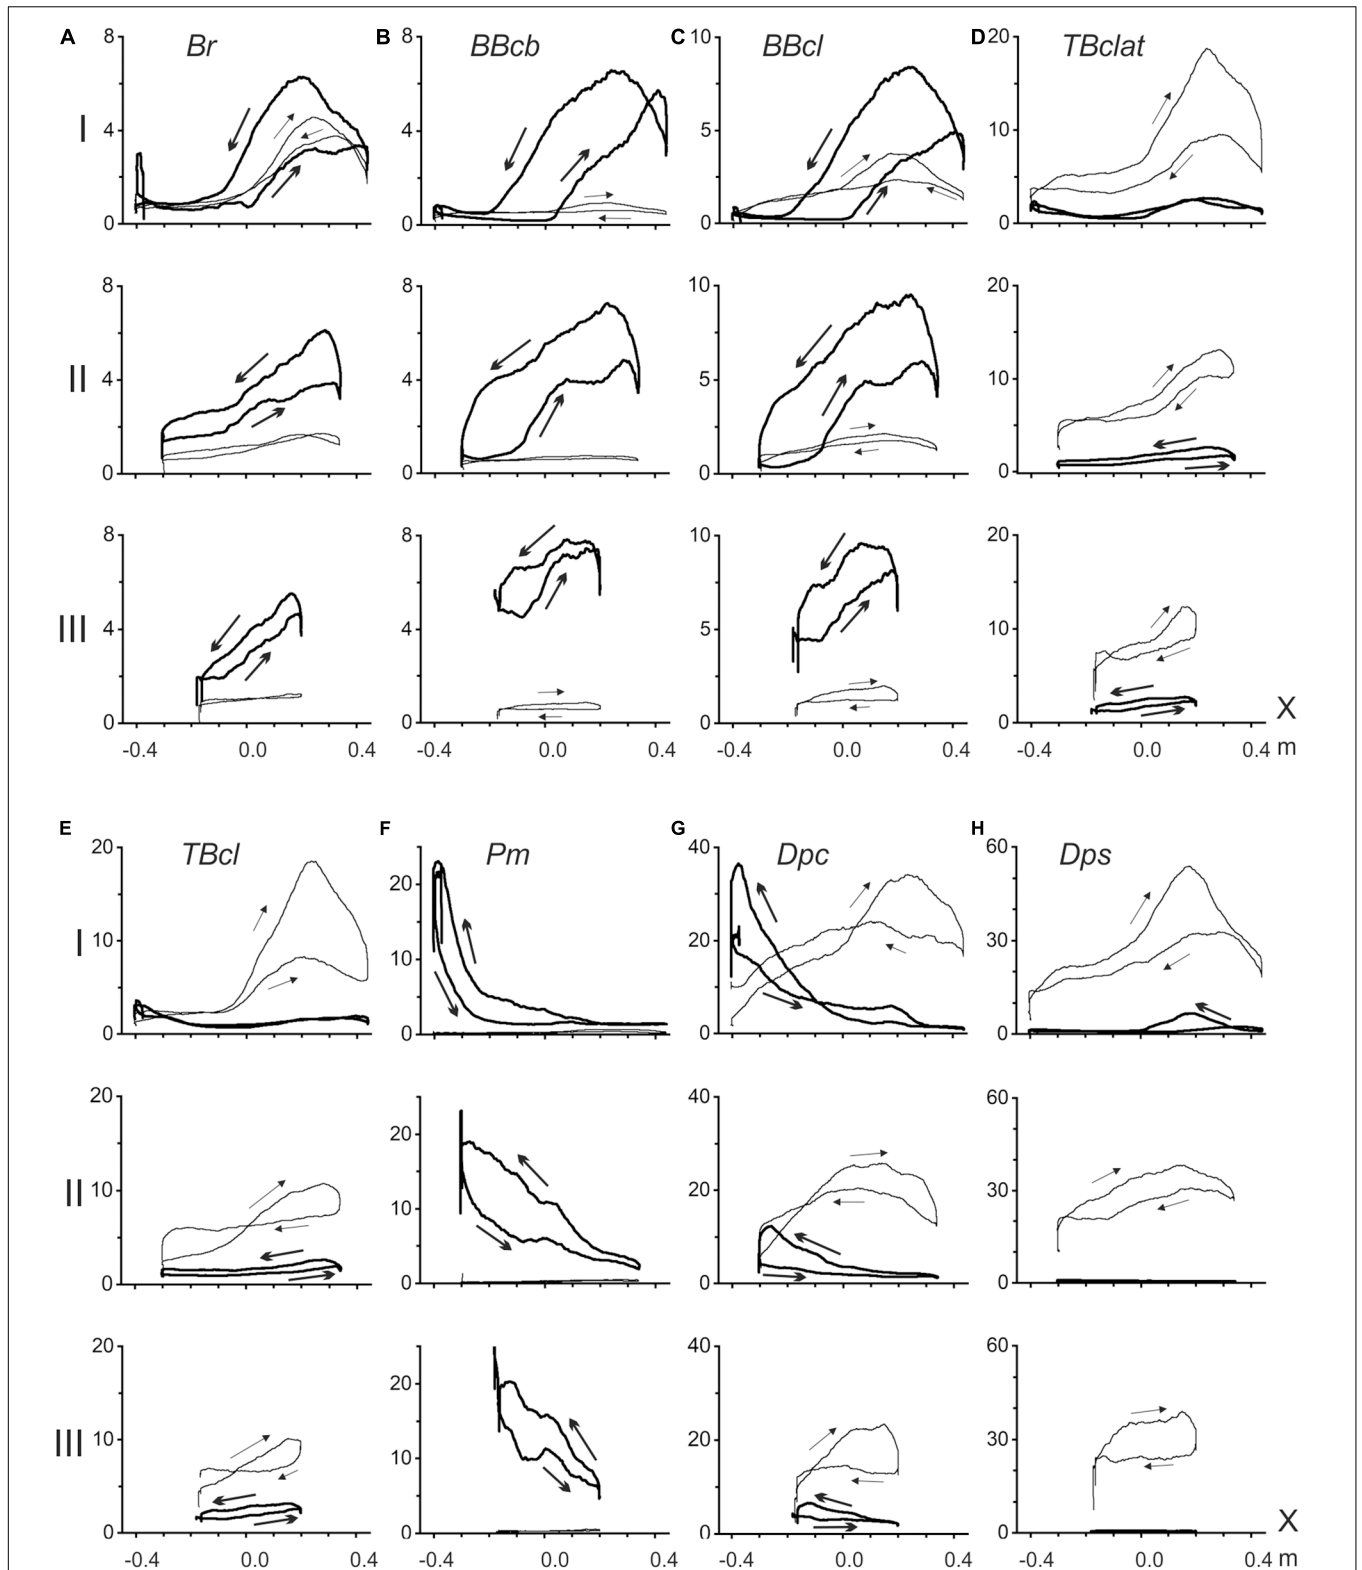 A Br B BBcb C BBcl D TBclat
I 8 4 0 8 4 0 10 5 0 20 10 0
II 8 4 0 8 4 0 10 5 0 20 10 0
III 8 4 0 8 4 0 10 5 0 20 10 0 X
-0.4 0.0 0.4 -0.4 0.0 0.4 -0.4 0.0 0.4 -0.4 0.0 0.4 m
E TBcl F Pm G Dpc H Dps
I 20 10 0 20 10 0 40 20 0 60 30 0
II 20 10 0 20 10 0 40 20 0 60 30 0
III 20 10 0 20 10 0 40 20 0 60 30 0 X
-0.4 0.0 0.4 -0.4 0.0 0.4 -0.4 0.0 0.4 -0.4 0.0 0.4 m